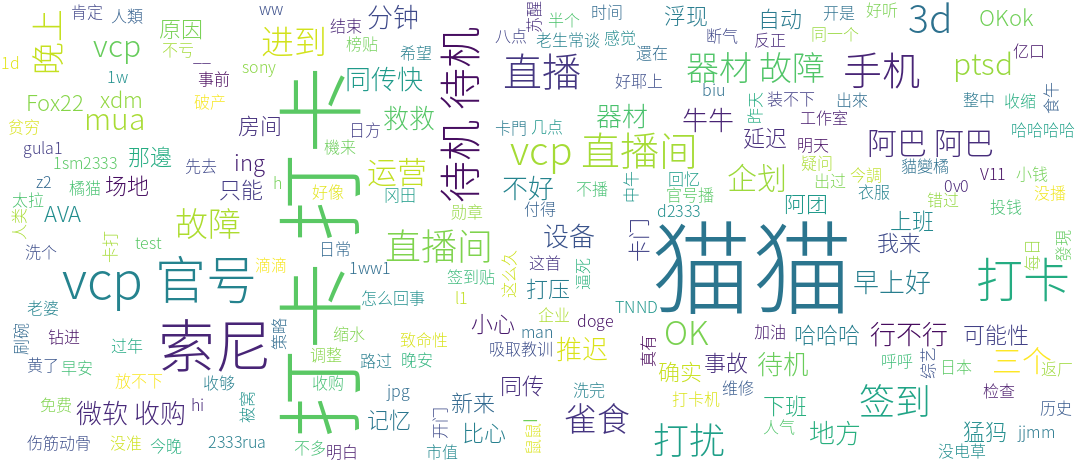 肯定 人類 ww 苏醒 半个 时间 浮现 自动 开是 好听
原因 分钟 3d OKok
晚上 不亏 进到 结束 榜贴 八点 老生常谈 感觉 断气 同一个
vcp 希望 還在 反正 亿口
1d 1w __ 事前 sony 打卡 打卡 同传快 待机 待机 直播 好耶上 biu 器材 故障 手机 ptsd
Fox22 xdm 破产 昨天 装不下 出來 整中 收缩 食午
贫穷 mua 房间 日方 救救 器材 牛牛 工作室
gula1 那邊 卡門 几点 延迟 明天 阿巴 阿巴 哈哈哈哈
1sm2333 先去 ing 機来 运营 vcp 直播间 疑问 貓變橘
z2 橘猫 场地 只能 h 好像 冈田 不好 不播 中午 回忆 官号播 企划 出过 今調 V11 小钱
太拉 AVA 勋章 付得 d2333 阿团 衣服 0v0 投钱 没播
人类 故障 直播间 设备 卡门 猫猫 上班 错过
洗个 test 卡打 日常 这首 我来 每日 發現
vcp 官号 滴滴 1ww1 签到贴 这么久 逼死 早上好 打卡
老婆 怎么回事 l1 打压 TNND
刷碗 钻进 索尼 缩水 致命性 小心 企业 man doge OK 加油 哈哈哈 行不行 可能性
黄了 早安 过年 调整 路过 晚安 吸取教训 推迟 真有 确实 事故 待机 呼呼 综艺 日本 三个 返厂
放不下 收够 收购 jpg 同传 洗完 维修 检查
免费 微软 收购 hi 被窝 记忆 新来 雀食 打卡机 下班 签到 历史
伤筋动骨 没准 今晚 2333rua 不多 明白 开门 比心 市值 鼠鼠 打扰 人气 地方 猛犸 jjmm 没电草